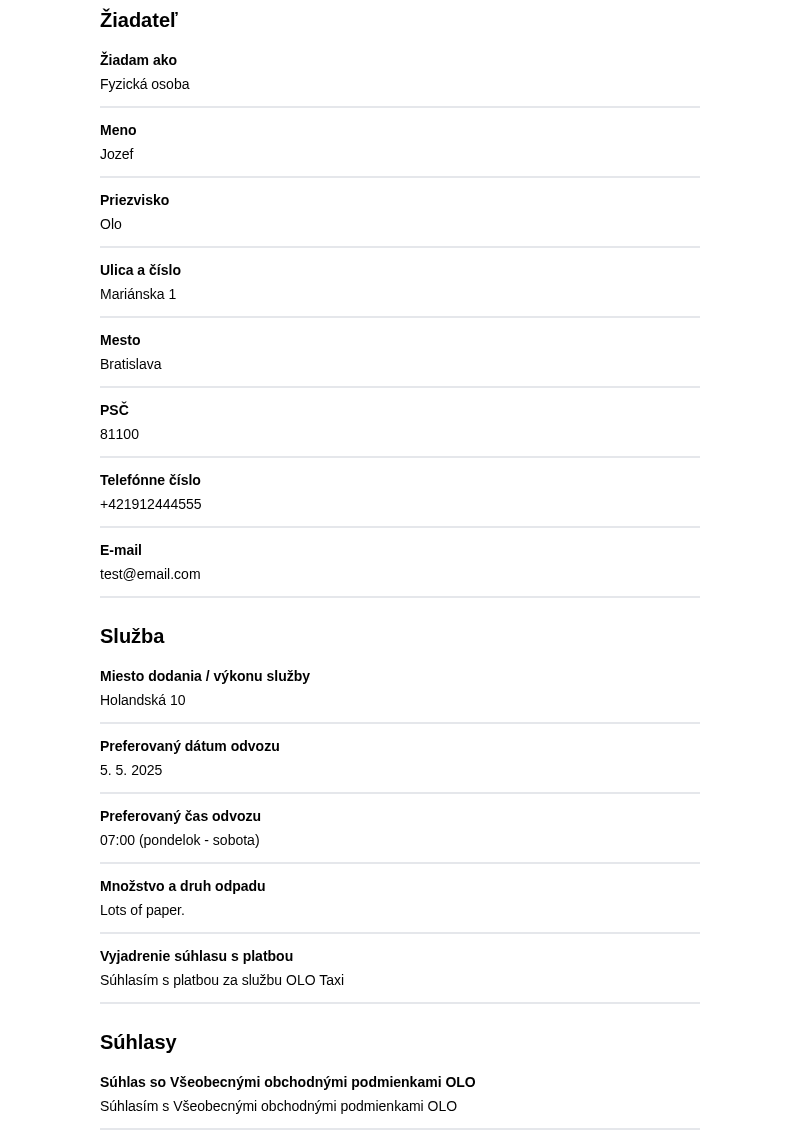 Žiadateľ
Žiadam ako
Fyzická osoba
Meno
Jozef
Priezvisko
Olo
Ulica a číslo
Mariánska 1
Mesto
Bratislava
PSČ
81100
Telefónne číslo
+421912444555
E-mail
test@email.com
Služba
Miesto dodania / výkonu služby
Holandská 10
Preferovaný dátum odvozu
5. 5. 2025
Preferovaný čas odvozu
07:00 (pondelok - sobota)
Množstvo a druh odpadu
Lots of paper.
Vyjadrenie súhlasu s platbou
Súhlasím s platbou za službu OLO Taxi
Súhlasy
Súhlas so Všeobecnými obchodnými podmienkami OLO
Súhlasím s Všeobecnými obchodnými podmienkami OLO